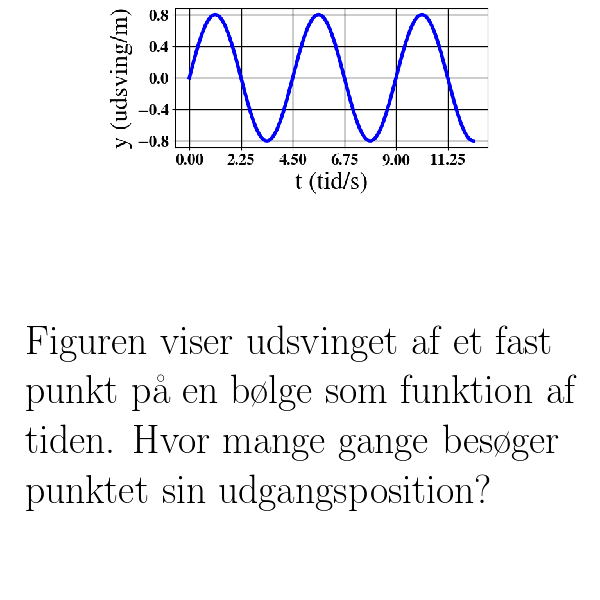 0.8
0.4
0.0
−0.4
−0.8
y (udsving/m)
0.00 2.25 4.50 6.75 9.00 11.25
t (tid/s)
Figuren viser udsvinget af et fast
punkt på en bølge som funktion af
tiden. Hvor mange gange besøger
punktet sin udgangsposition?